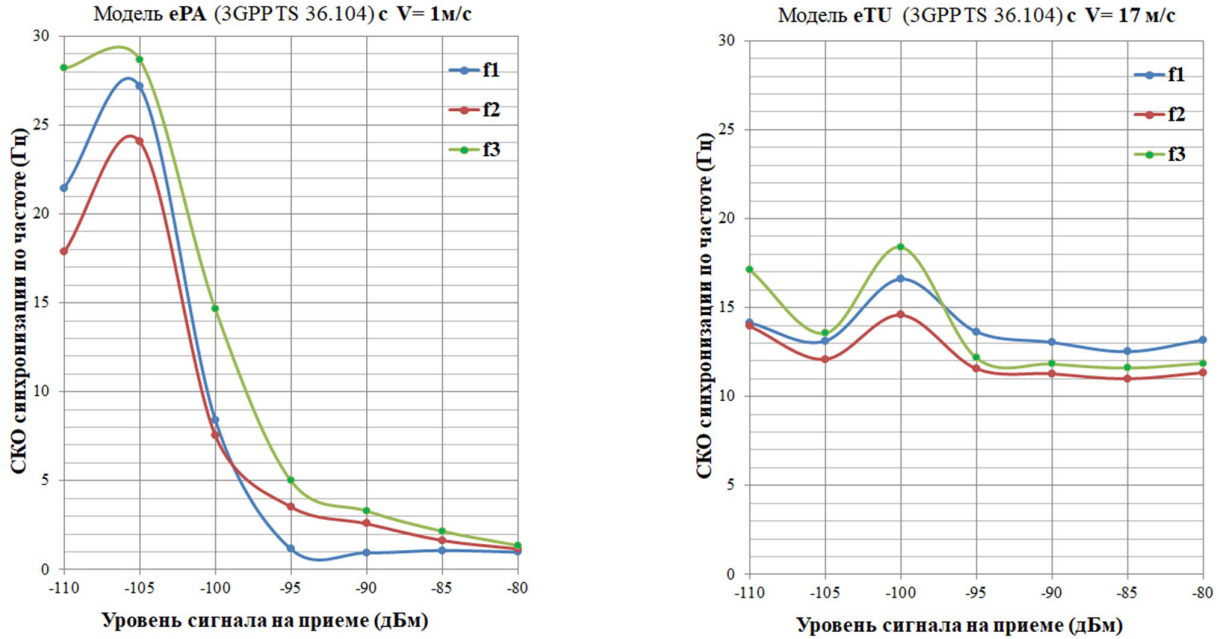 Модель ePA (3GPP TS 36.104) с V= 1м/с
СКО синхронизации по частоте (Гц)
30
25
20
15
10
5
0
f1
f2
f3
-110 -105 -100 -95 -90 -85 -80
Уровень сигнала на приеме (дБм)
Модель eTU (3GPP TS 36.104) с V= 17 м/с
СКО синхронизации по частоте (Гц)
30
25
20
15
10
5
0
f1
f2
f3
-110 -105 -100 -95 -90 -85 -80
Уровень сигнала на приеме (дБм)